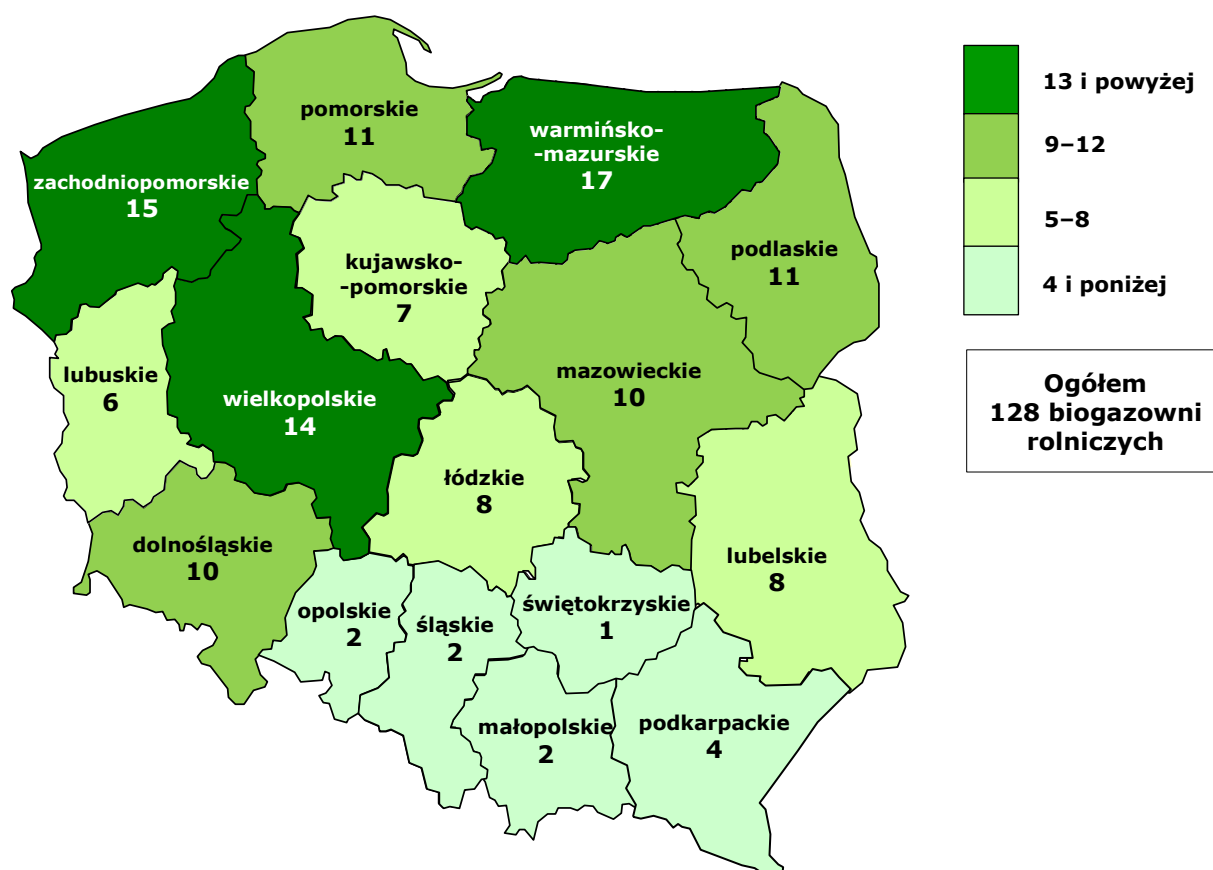 pomorskie
11
warmińsko-
-mazurskie
17
zachodniopomorskie
15
podlaskie
11
kujawsko-
-pomorskie
7
lubuskie
6
wielkopolskie
14
mazowieckie
10
łódzkie
8
dolnośląskie
10
lubelskie
8
opolskie
2
śląskie
2
świętokrzyskie
1
małopolskie
2
podkarpackie
4
13 i powyżej
9–12
5–8
4 i poniżej
Ogółem
128 biogazowni
rolniczych